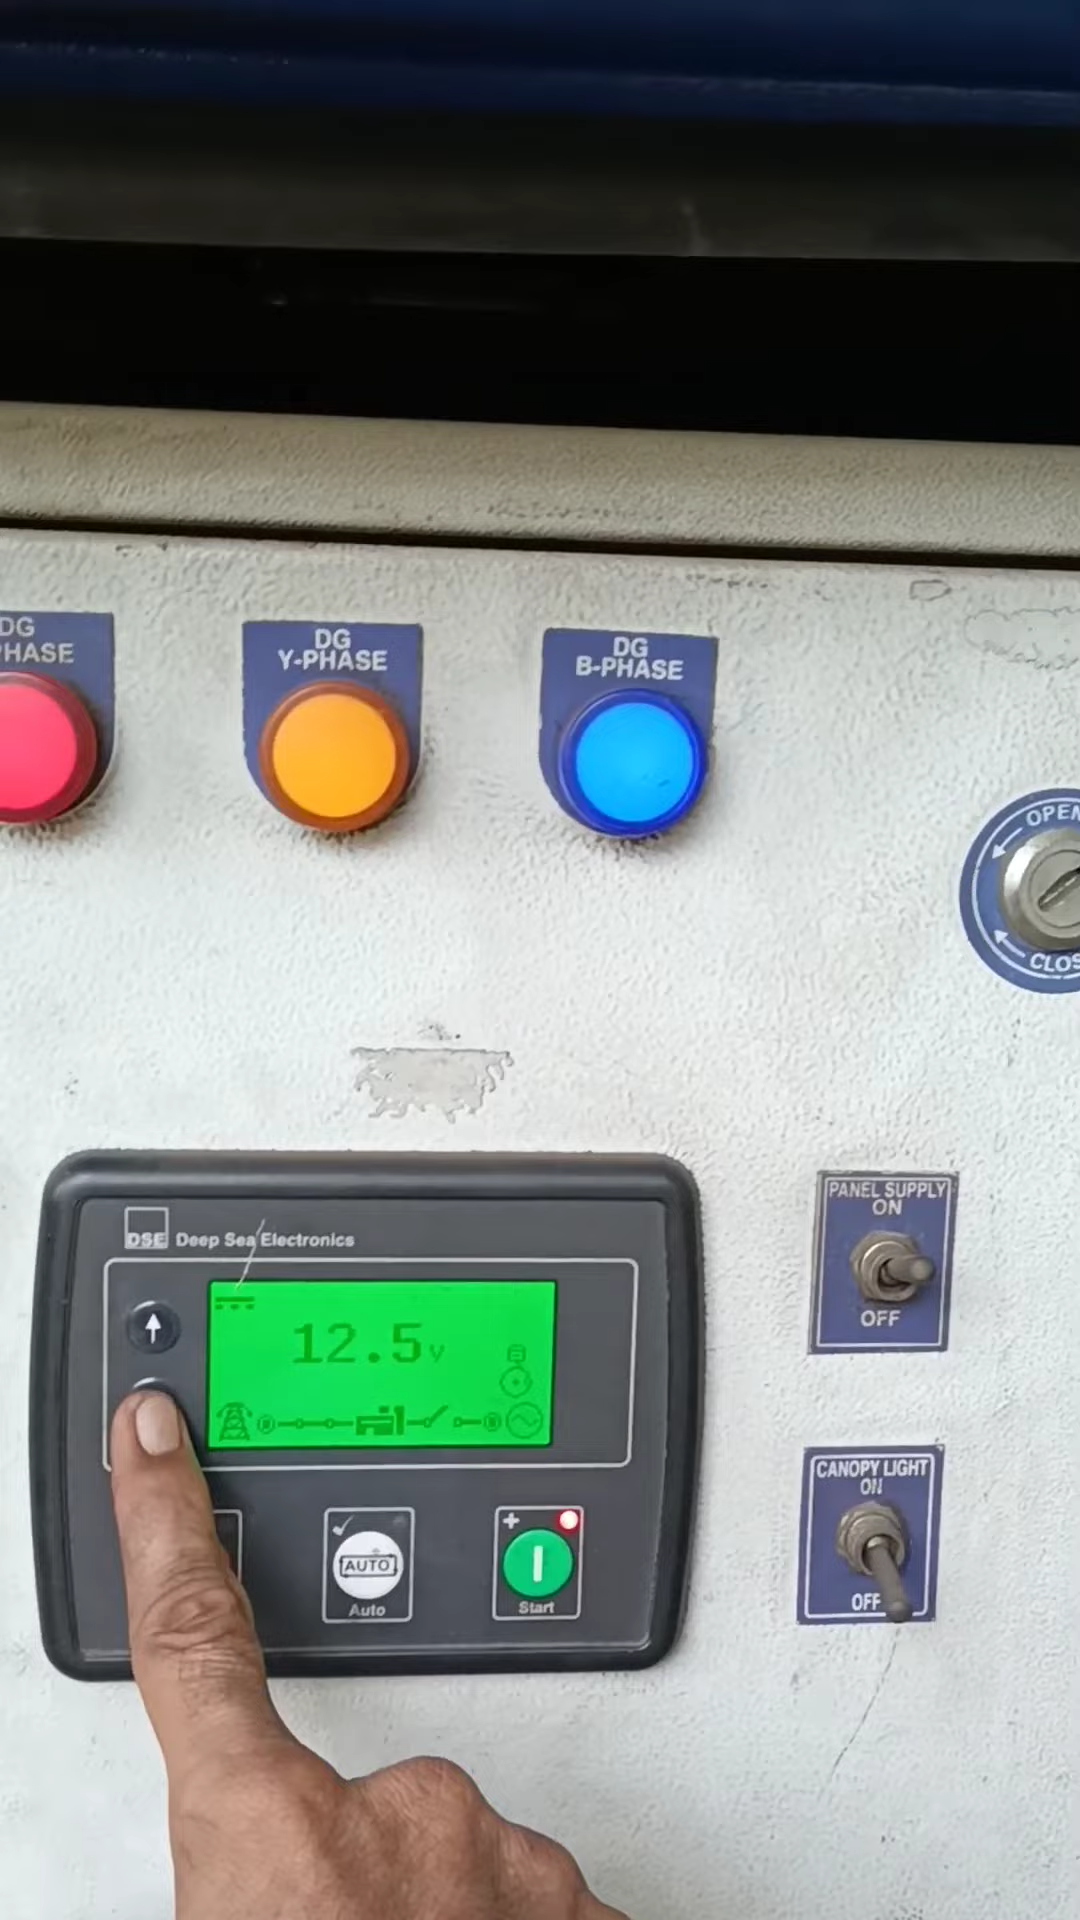 DG
PHASE
DG
Y-PHASE
DG
B-PHASE
OPEN
CLOS
DSE Deep Sea Electronics
12.5 v
PANEL SUPPLY
ON
OFF
CANOPY LIGHT
ON
OFF
AUTO
Auto
Start